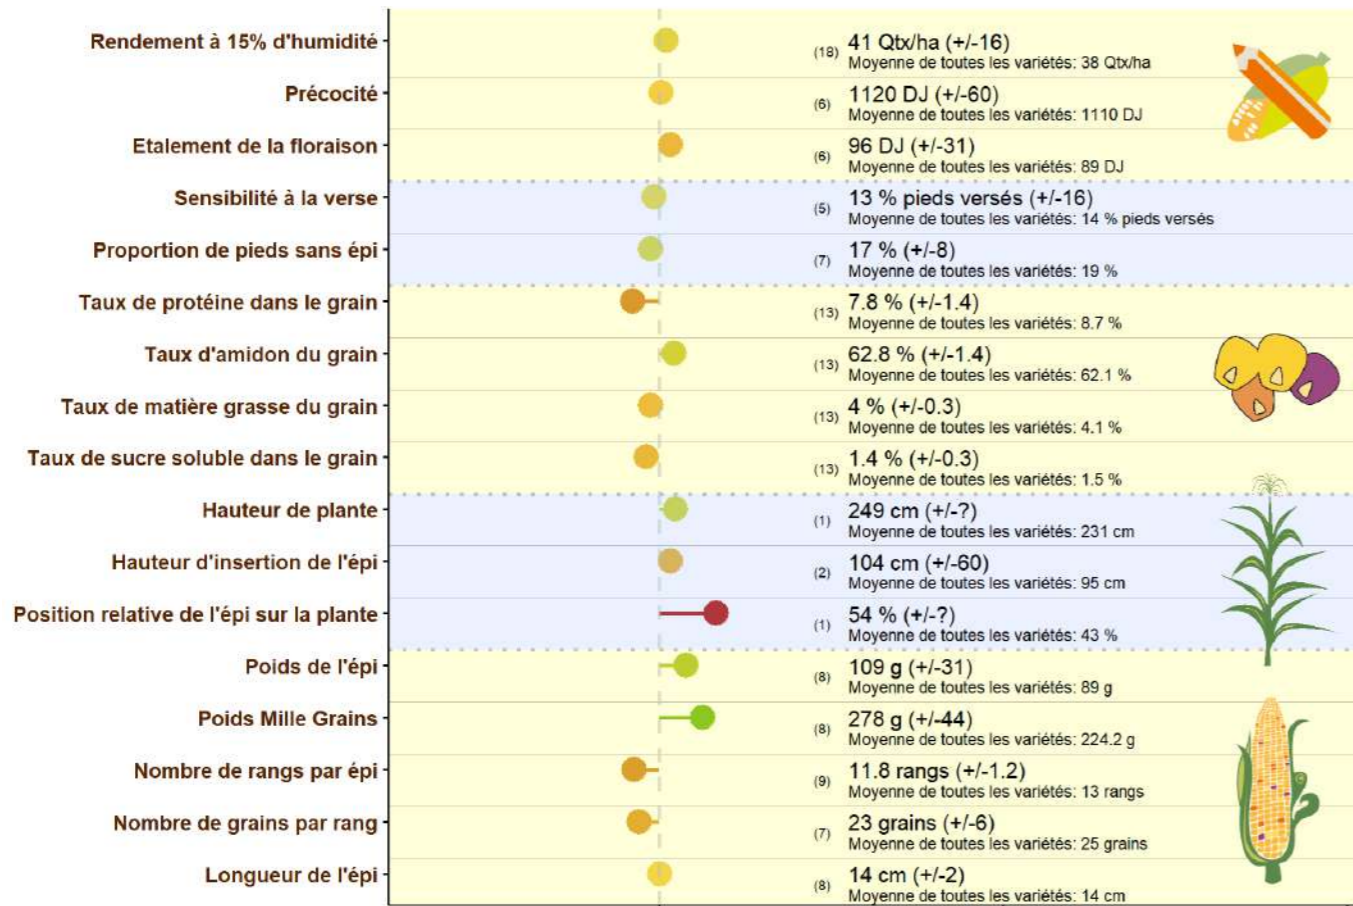 Rendement à 15% d'humidité
(18) 41 Qtx/ha (+/-16)
Moyenne de toutes les variétés: 38 Qtx/ha
Précocité
(6) 1120 DJ (+/-60)
Moyenne de toutes les variétés: 1110 DJ
Etalement de la floraison
(6) 96 DJ (+/-31)
Moyenne de toutes les variétés: 89 DJ
Sensibilité à la verse
(5) 13 % pieds versés (+/-16)
Moyenne de toutes les variétés: 14 % pieds versés
Proportion de pieds sans épi
(7) 17 % (+/-8)
Moyenne de toutes les variétés: 19 %
Taux de protéine dans le grain
(13) 7.8 % (+/-1.4)
Moyenne de toutes les variétés: 8.7 %
Taux d'amidon du grain
(13) 62.8 % (+/-1.4)
Moyenne de toutes les variétés: 62.1 %
Taux de matière grasse du grain
(13) 4 % (+/-0.3)
Moyenne de toutes les variétés: 4.1 %
Taux de sucre soluble dans le grain
(13) 1.4 % (+/-0.3)
Moyenne de toutes les variétés: 1.5 %
Hauteur de plante
(1) 249 cm (+/-?)
Moyenne de toutes les variétés: 231 cm
Hauteur d'insertion de l'épi
(2) 104 cm (+/-60)
Moyenne de toutes les variétés: 95 cm
Position relative de l'épi sur la plante
(1) 54 % (+/-?)
Moyenne de toutes les variétés: 43 %
Poids de l'épi
(8) 109 g (+/-31)
Moyenne de toutes les variétés: 89 g
Poids Mille Grains
(8) 278 g (+/-44)
Moyenne de toutes les variétés: 224.2 g
Nombre de rangs par épi
(9) 11.8 rangs (+/-1.2)
Moyenne de toutes les variétés: 13 rangs
Nombre de grains par rang
(7) 23 grains (+/-6)
Moyenne de toutes les variétés: 25 grains
Longueur de l'épi
(8) 14 cm (+/-2)
Moyenne de toutes les variétés: 14 cm